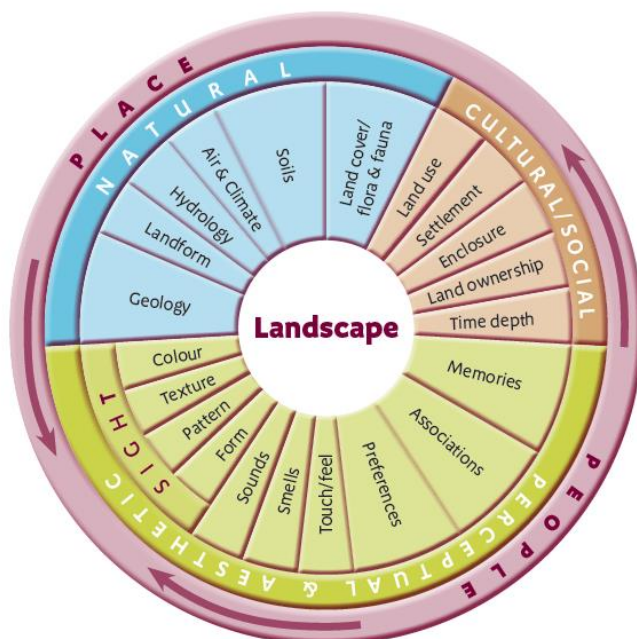 PLACE
NATURAL
CULTURAL/SOCIAL
Geology
Landform
Hydrology
Air & Climate
Soils
Land cover/
flora & fauna
Land use
Settlement
Enclosure
Land ownership
Time depth
Landscape
Memories
Associations
Preferences
Touch/feel
Smells
Sounds
Form
Pattern
Texture
Colour
SIGHT
PERCEPTUAL & AESTHETIC
PEOPLE